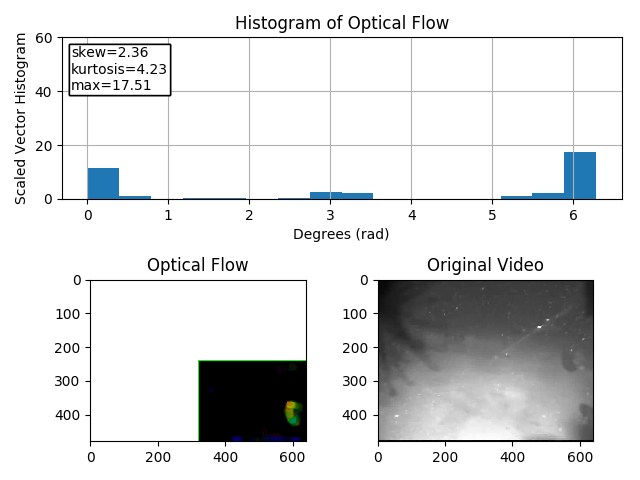 Histogram of Optical Flow
Scaled Vector Histogram
60
40
20
0
skew=2.36
kurtosis=4.23
max=17.51
0 1 2 3 4 5 6
Degrees (rad)
Optical Flow
0
100
200
300
400
0 200 400 600
Original Video
0
100
200
300
400
0 200 400 600